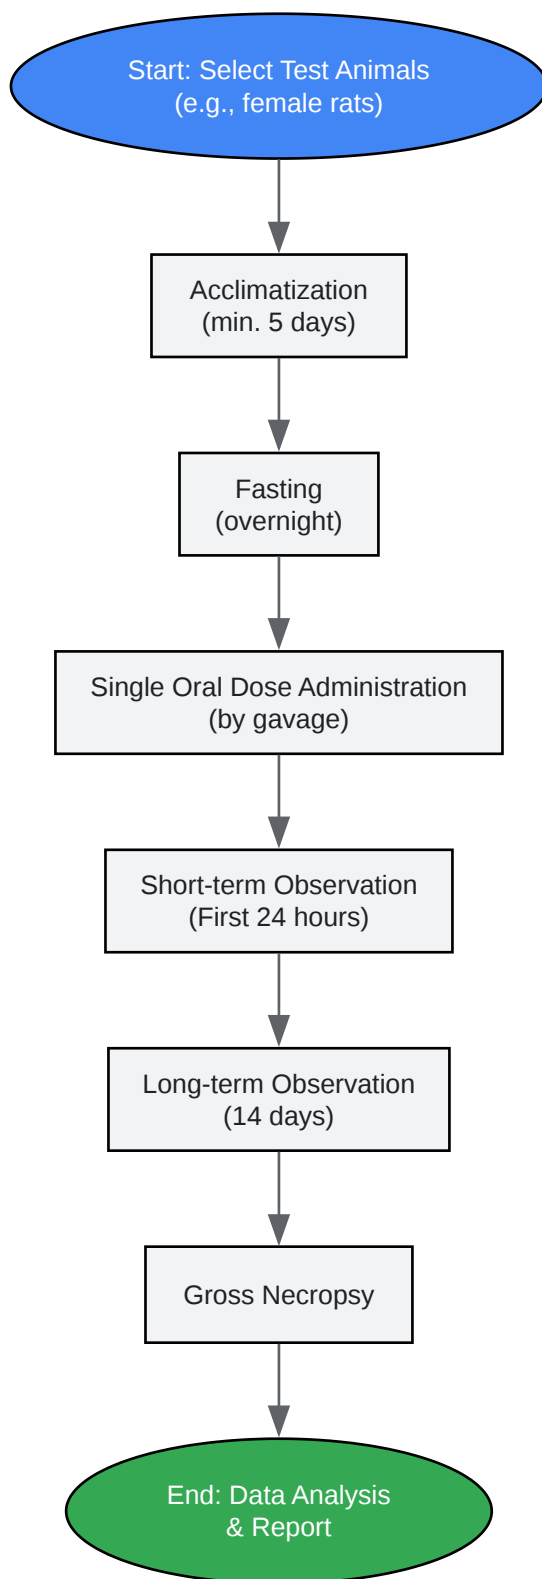 Start: Select Test Animals
(e.g., female rats)
Acclimatization
(min. 5 days)
Fasting
(overnight)
Single Oral Dose Administration
(by gavage)
Short-term Observation
(First 24 hours)
Long-term Observation
(14 days)
Gross Necropsy
End: Data Analysis
& Report